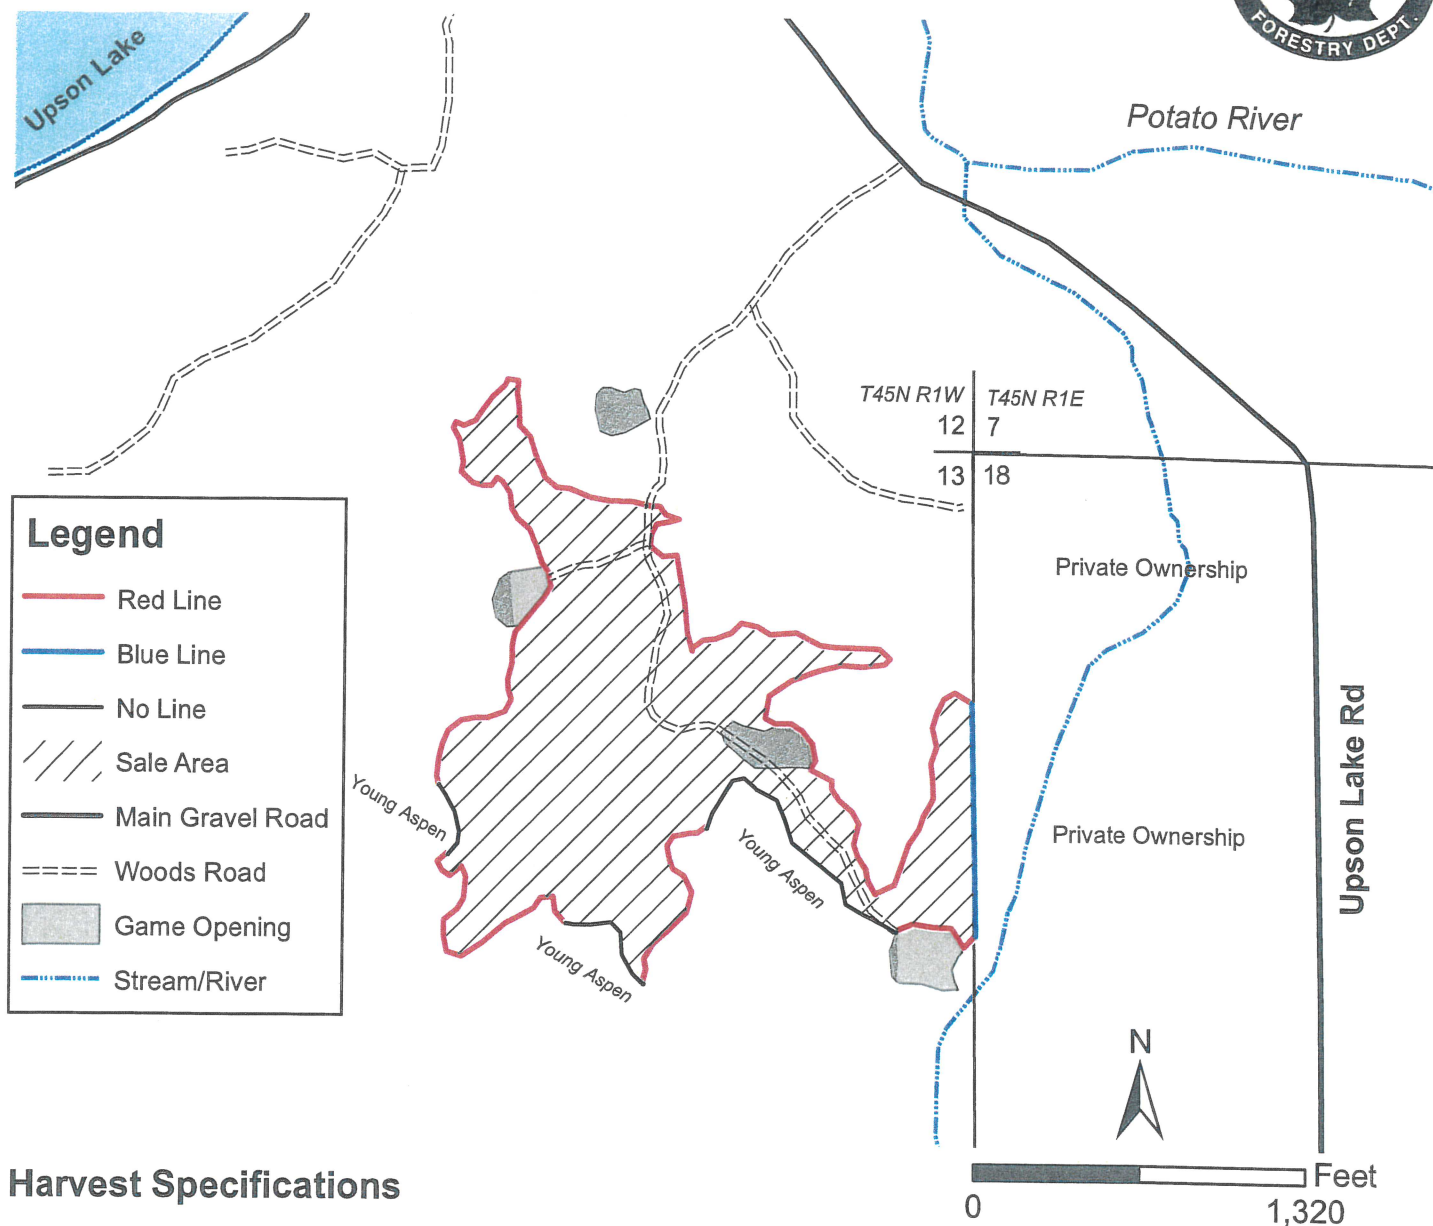 FORESTRY DEPT.
Upson Lake
Potato River
T45N R1W
T45N R1E
12
7
13
18
Legend
Red Line
Blue Line
No Line
Sale Area
Main Gravel Road
Woods Road
Game Opening
Stream/River
Private Ownership
Private Ownership
Upson Lake Rd
Young Aspen
Young Aspen
Young Aspen
N
Feet
0
1,320
Harvest Specifications